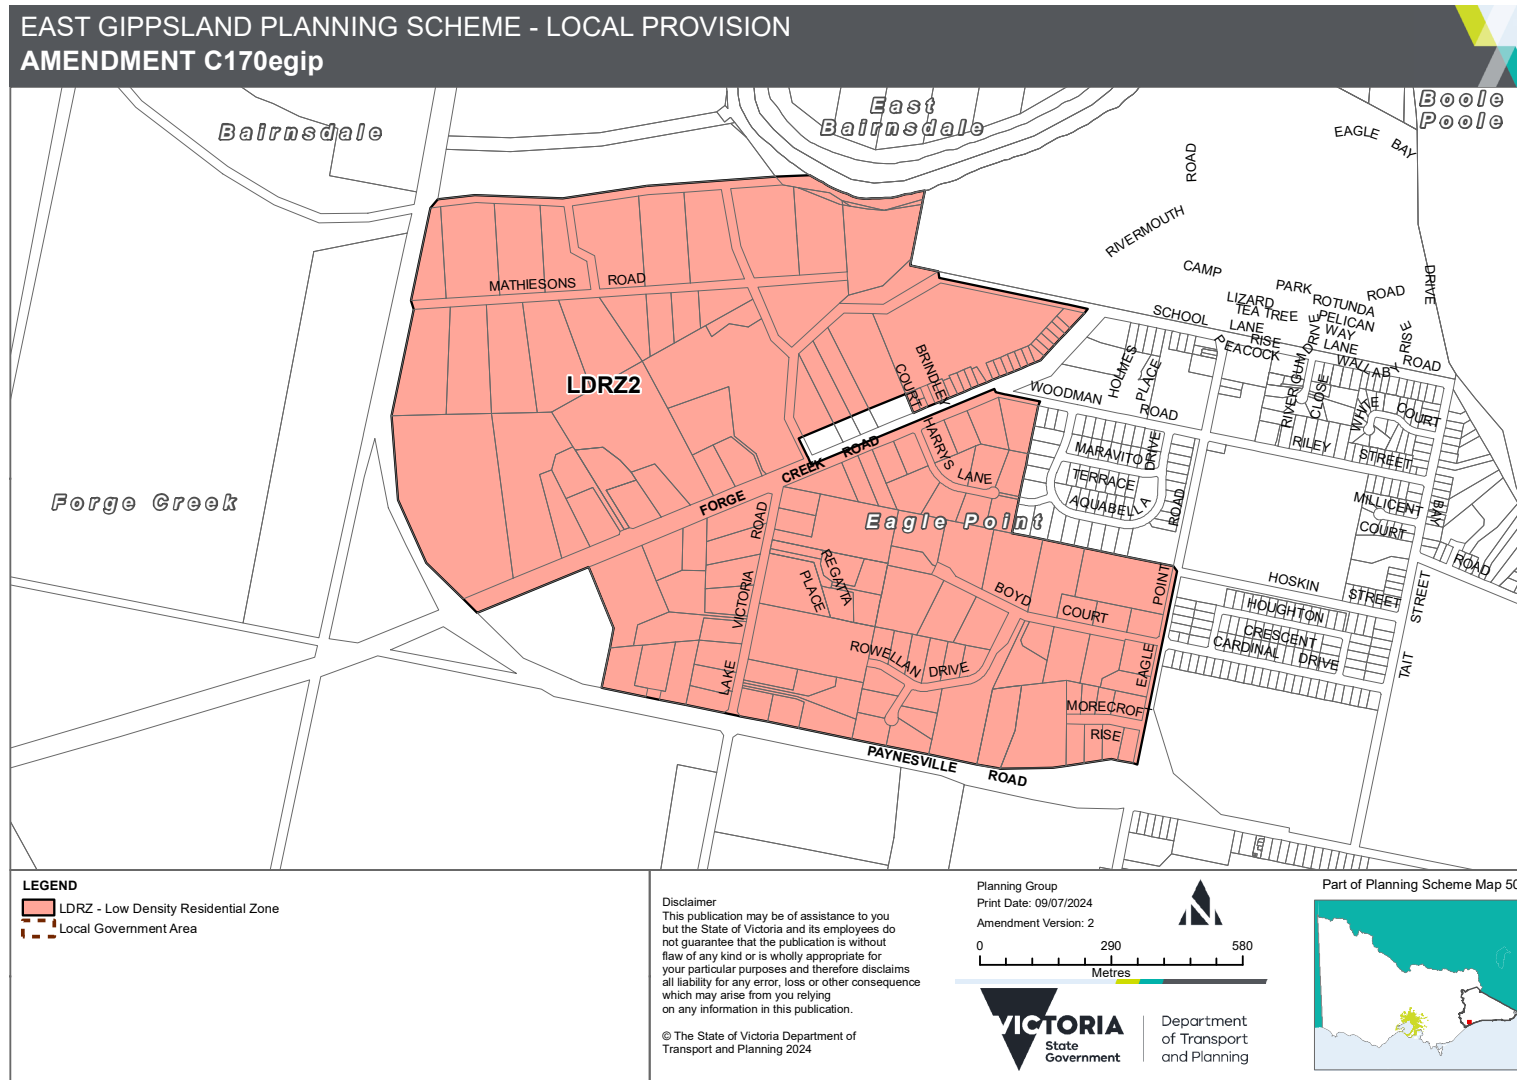 EAST GIPPSLAND PLANNING SCHEME - LOCAL PROVISION
AMENDMENT C170egip
Bairnsdale
East
Bairnsdale
Boole
Poole
EAGLE BAY
ROAD
RIVERMOUTH
CAMP
PARK
ROAD
DRIVE
LIZARD
ROTUNDA
TEA TREE
PELICAN
SCHOOL
LANE
WAY
RISE
LANE
PEACOCK
DRIVE
RISE
WALLABY
ROAD
MATHIESONS ROAD
LDRZ2
BRINDLEY
COURT
HOLMES
PLACE
WOODMAN
ROAD
RIVER GUM
CLOSE
WHITE
COURT
RILEY
STREET
HARRYS
LANE
FORGE CREEK ROAD
MARAVITO
DRIVE
TERRACE
AQUABELLA
ROAD
MILLICENT
COURT
BAY
ROAD
Forge Creek
Eagle Point
ROAD
VICTORIA
LAKE
REGATTA
PLACE
BOYD
COURT
POINT
EAGLE
HOSKIN
STREET
HOUGHTON
CRESCENT
CARDINAL DRIVE
STREET
TAIT
ROWELLAN DRIVE
MORECROFT
RISE
PAYNESVILLE ROAD
LEGEND
LDRZ - Low Density Residential Zone
Local Government Area
Disclaimer
This publication may be of assistance to you
but the State of Victoria and its employees do
not guarantee that the publication is without
flaw of any kind or is wholly appropriate for
your particular purposes and therefore disclaims
all liability for any error, loss or other consequence
which may arise from you relying
on any information in this publication.
© The State of Victoria Department of
Transport and Planning 2024
Planning Group
Print Date: 09/07/2024
Amendment Version: 2
0 290 580
Metres
VICTORIA
State
Government
Department
of Transport
and Planning
Part of Planning Scheme Map 50